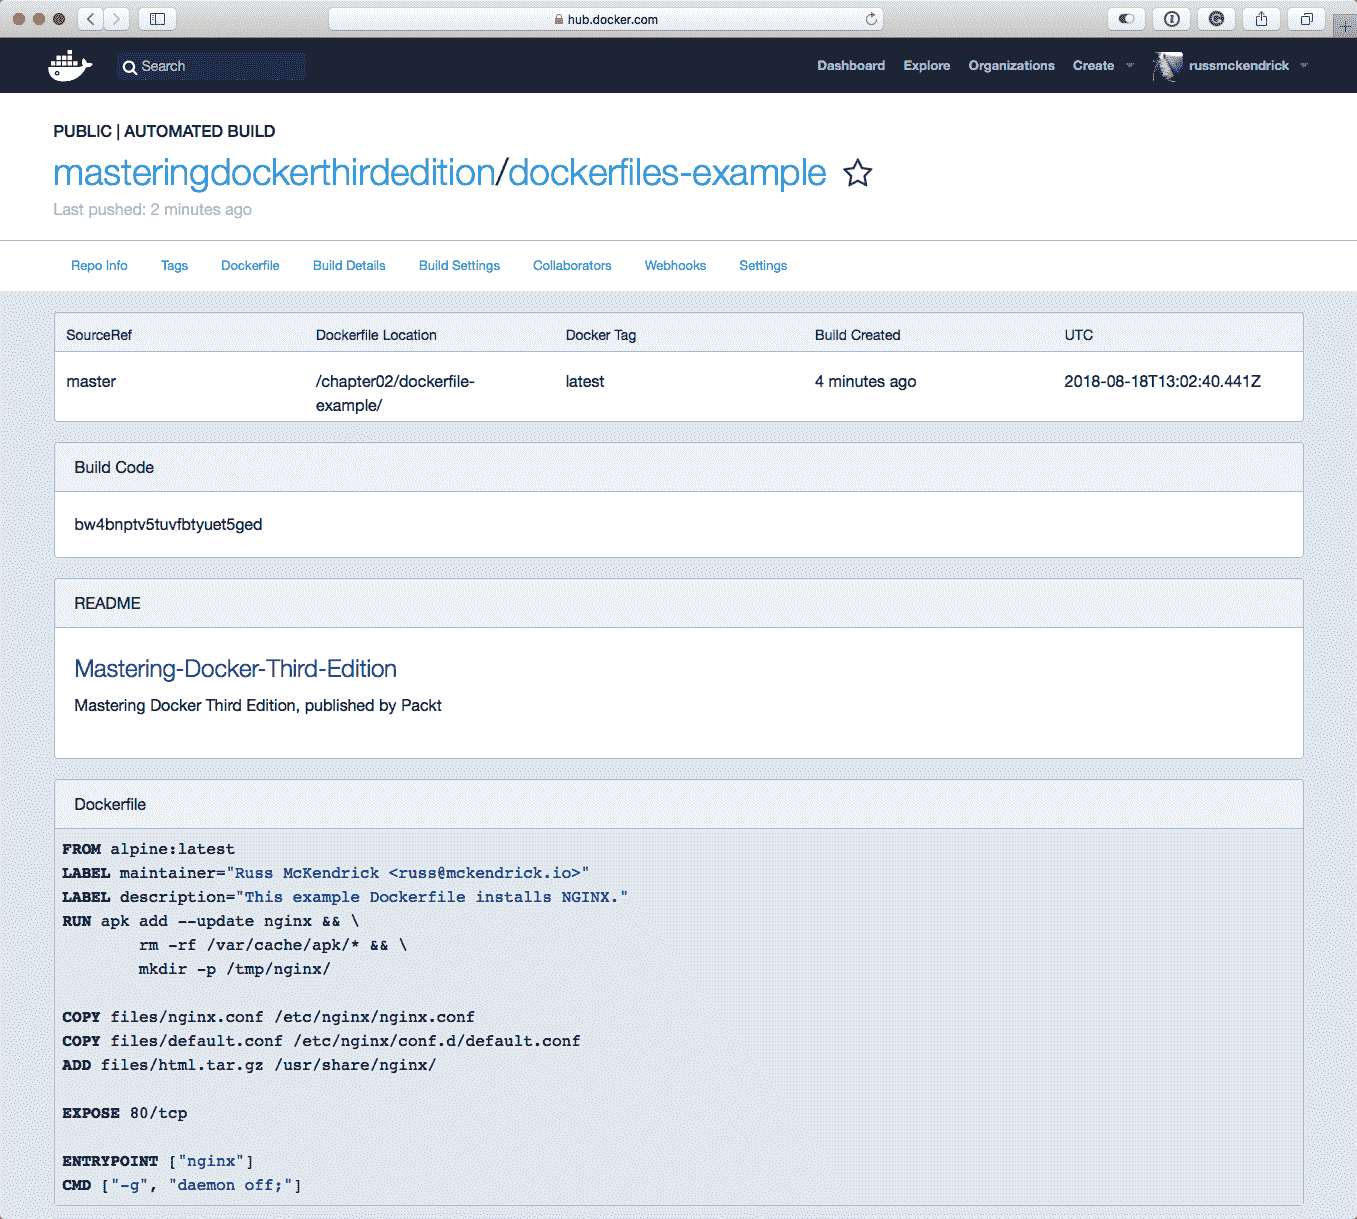 hub.docker.com
Search
Dashboard Explore Organizations Create russmckendrick
PUBLIC | AUTOMATED BUILD
masteringdockerthirdedition/dockerfiles-example
Last pushed: 2 minutes ago
Repo Info Tags Dockerfile Build Details Build Settings Collaborators Webhooks Settings
SourceRef Dockerfile Location Docker Tag Build Created UTC
master /chapter02/dockerfile- latest 4 minutes ago 2018-08-18T13:02:40.441Z
example/
Build Code
bw4bnptv5tuvfbtyuet5ged
README
Mastering-Docker-Third-Edition
Mastering Docker Third Edition, published by Packt
Dockerfile
FROM alpine:latest
LABEL maintainer="Russ McKendrick <russ@mckendrick.io>"
LABEL description="This example Dockerfile installs NGINX."
RUN apk add --update nginx && \
rm -rf /var/cache/apk/* && \
mkdir -p /tmp/nginx/
COPY files/nginx.conf /etc/nginx/nginx.conf
COPY files/default.conf /etc/nginx/conf.d/default.conf
ADD files/html.tar.gz /usr/share/nginx/
EXPOSE 80/tcp
ENTRYPOINT ["nginx"]
CMD ["-g", "daemon off;"]